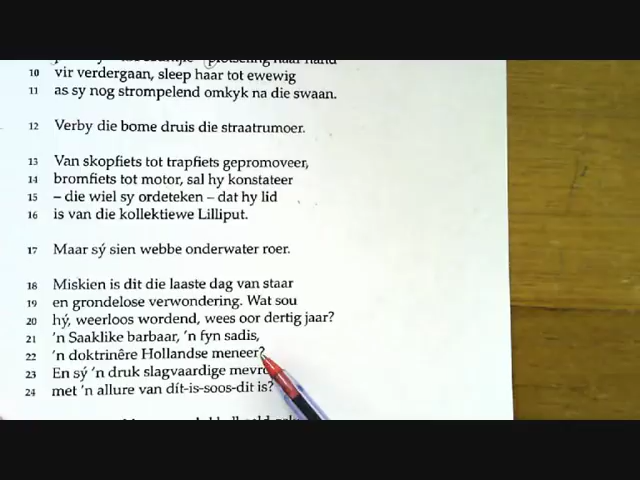 plotseling haar hand
10 vir verdergaan, sleep haar tot ewewig
11 as sy nog strompelend omkyk na die swaan.
12 Verby die bome druis die straatrumoer.
13 Van skopfiets tot trapfiets gepromoveer,
14 bromfiets tot motor, sal hy konstateer
15 – die wiel sy ordeteken – dat hy lid
16 is van die kollektiewe Lilliput.
17 Maar sý sien webbe onderwater roer.
18 Miskien is dit die laaste dag van staar
19 en grondelose verwondering. Wat sou
20 hý, weerloos wordend, wees oor dertig jaar?
21 'n Saaklike barbaar, 'n fyn sadis,
22 'n doktrinêre Hollandse meneer?
23 En sý 'n druk slagvaardige
24 met 'n allure van dít-is-soos-dit is?